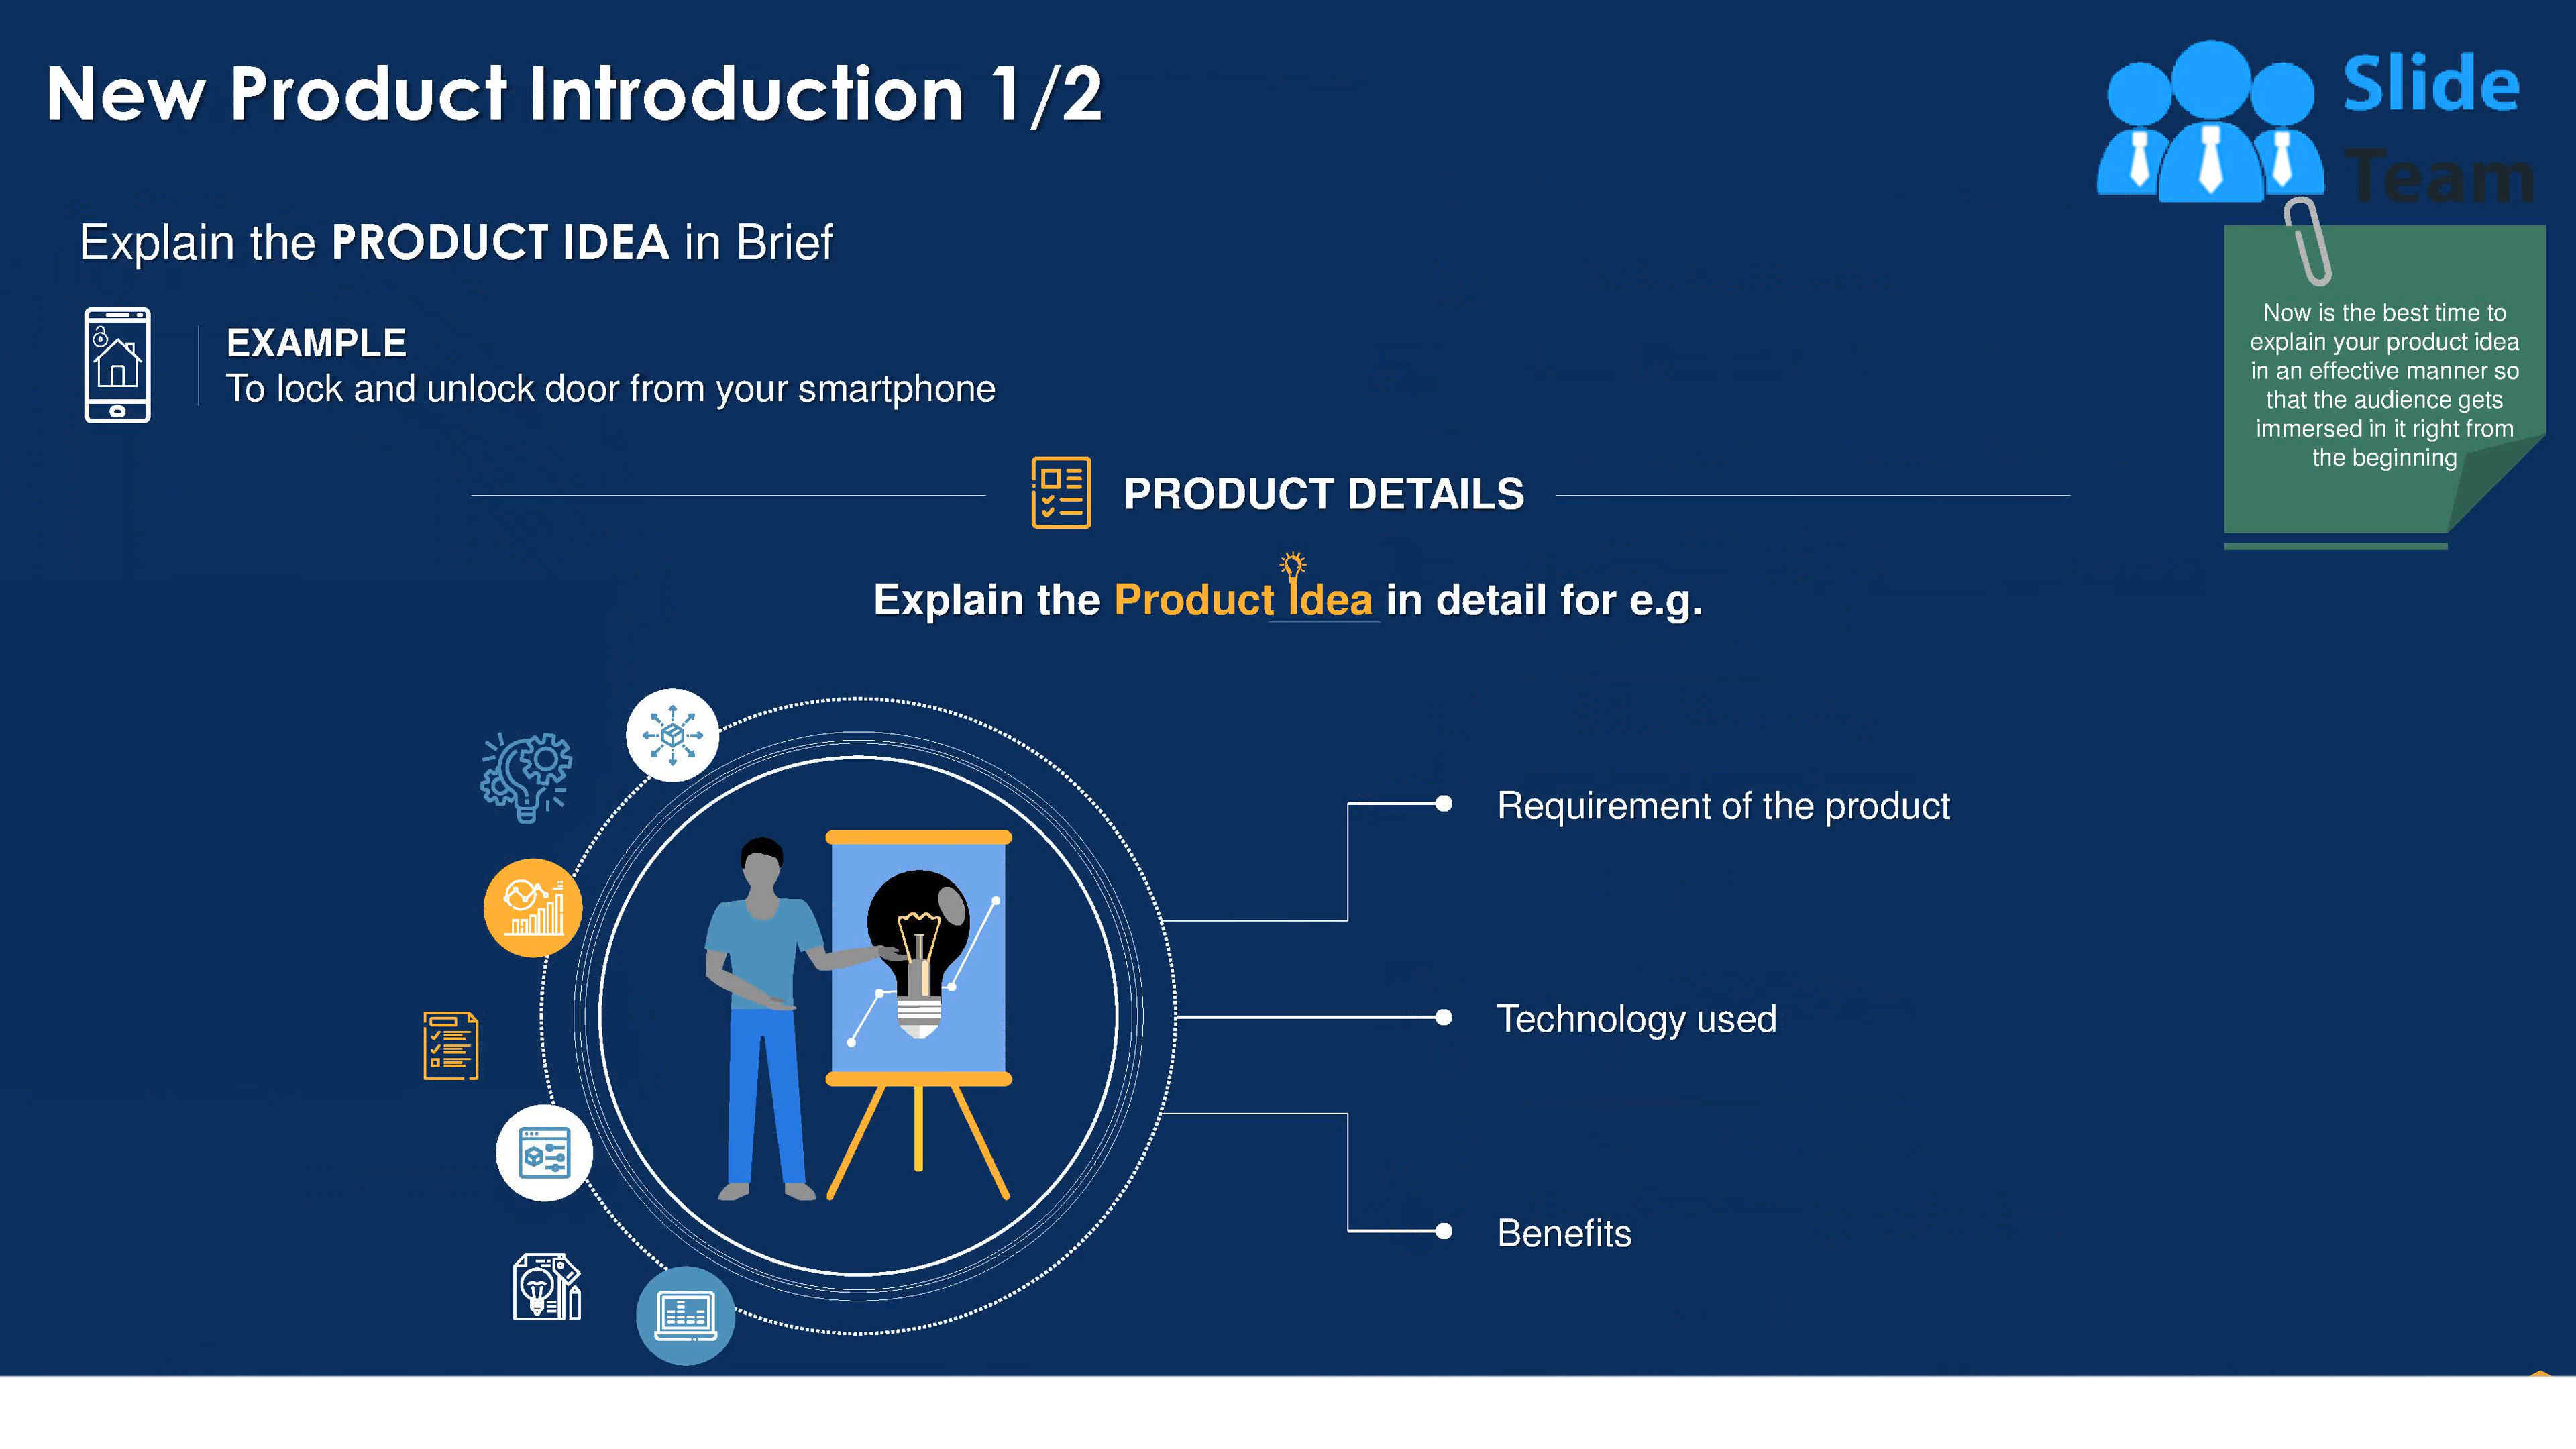 New Product Introduction 1/2
Slide
Team
Explain the PRODUCT IDEA in Brief
EXAMPLE
To lock and unlock door from your smartphone
Now is the best time to
explain your product idea
in an effective manner so
that the audience gets
immersed in it right from
the beginning
PRODUCT DETAILS
Explain the Product Idea in detail for e.g.
Requirement of the product
Technology used
Benefits